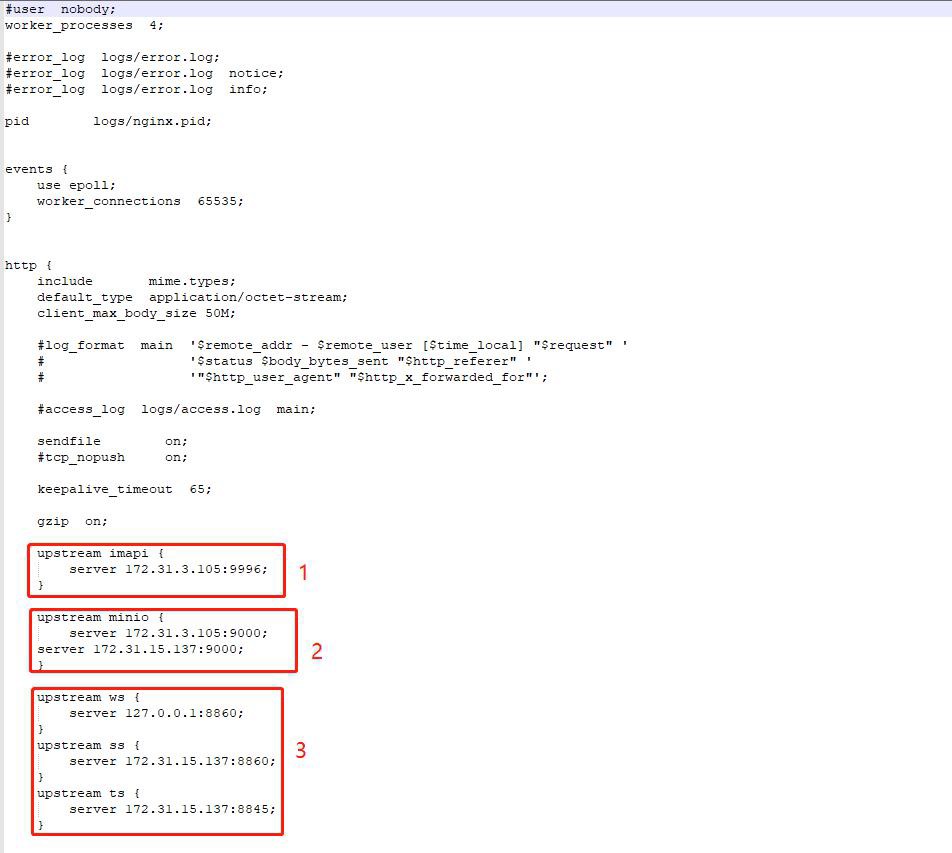 #user  nobody;
worker_processes  4;
#error_log  logs/error.log;
#error_log  logs/error.log  notice;
#error_log  logs/error.log  info;
pid        logs/nginx.pid;
events {
    use epoll;
    worker_connections  65535;
}
http {
    include       mime.types;
    default_type  application/octet-stream;
    client_max_body_size 50M;
    #log_format  main  '$remote_addr - $remote_user [$time_local] "$request" '
    #                  '$status $body_bytes_sent "$http_referer" '
    #                  '"$http_user_agent" "$http_x_forwarded_for"';
    #access_log  logs/access.log  main;
    sendfile        on;
    #tcp_nopush     on;
    keepalive_timeout  65;
    gzip  on;
    upstream imapi {
        server 172.31.3.105:9996;
    }
1
    upstream minio {
        server 172.31.3.105:9000;
    server 172.31.15.137:9000;
    }
2
    upstream ws {
        server 127.0.0.1:8860;
    }
    upstream ss {
        server 172.31.15.137:8860;
    }
    upstream ts {
        server 172.31.15.137:8845;
    }
3